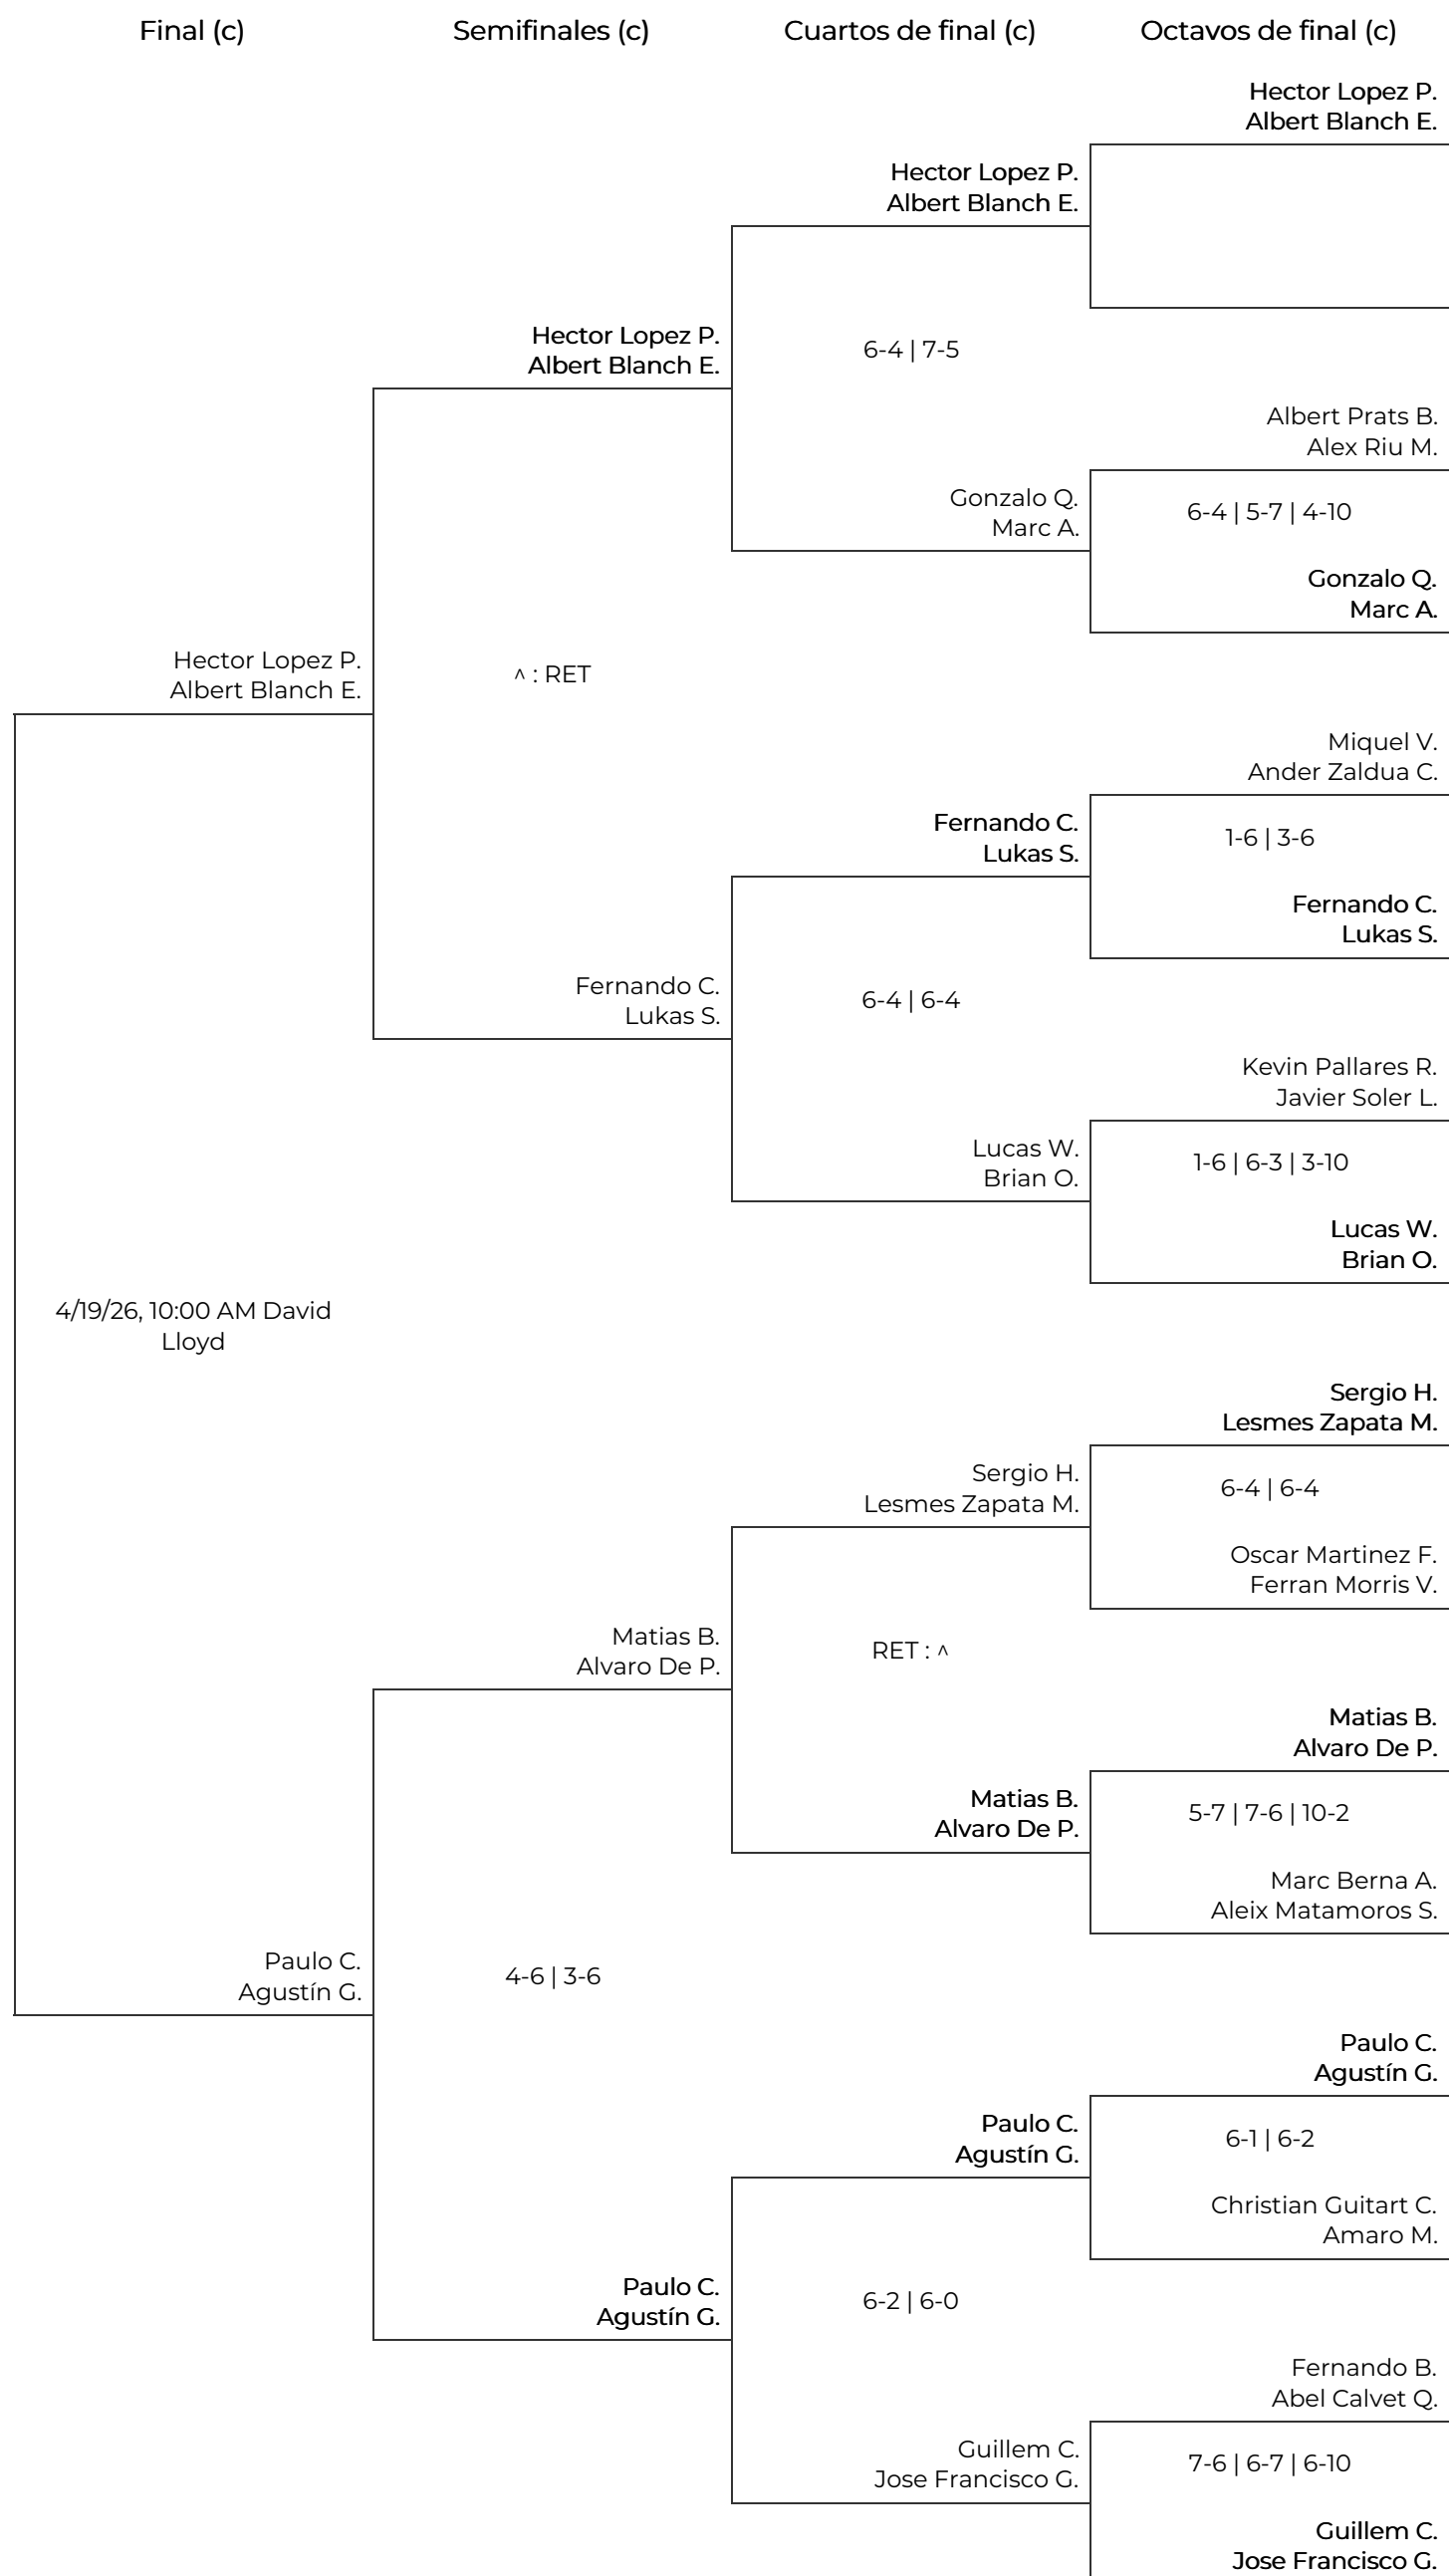 Final (c)
Semifinales (c)
Cuartos de final (c)
Octavos de final (c)
Hector Lopez P.
Albert Blanch E.
Hector Lopez P.
Albert Blanch E.
Hector Lopez P.
Albert Blanch E.
6-4 | 7-5
Albert Prats B.
Alex Riu M.
Gonzalo Q.
Marc A.
6-4 | 5-7 | 4-10
Gonzalo Q.
Marc A.
Hector Lopez P.
Albert Blanch E.
^ : RET
Miquel V.
Ander Zaldua C.
Fernando C.
Lukas S.
1-6 | 3-6
Fernando C.
Lukas S.
Fernando C.
Lukas S.
6-4 | 6-4
Kevin Pallares R.
Javier Soler L.
Lucas W.
Brian O.
1-6 | 6-3 | 3-10
Lucas W.
Brian O.
4/19/26, 10:00 AM David
Lloyd
Sergio H.
Lesmes Zapata M.
Sergio H.
Lesmes Zapata M.
6-4 | 6-4
Oscar Martinez F.
Ferran Morris V.
Matias B.
Alvaro De P.
RET : ^
Matias B.
Alvaro De P.
Matias B.
Alvaro De P.
5-7 | 7-6 | 10-2
Marc Berna A.
Aleix Matamoros S.
Paulo C.
Agustín G.
4-6 | 3-6
Paulo C.
Agustín G.
Paulo C.
Agustín G.
6-1 | 6-2
Christian Guitart C.
Amaro M.
Paulo C.
Agustín G.
6-2 | 6-0
Fernando B.
Abel Calvet Q.
Guillem C.
Jose Francisco G.
7-6 | 6-7 | 6-10
Guillem C.
Jose Francisco G.